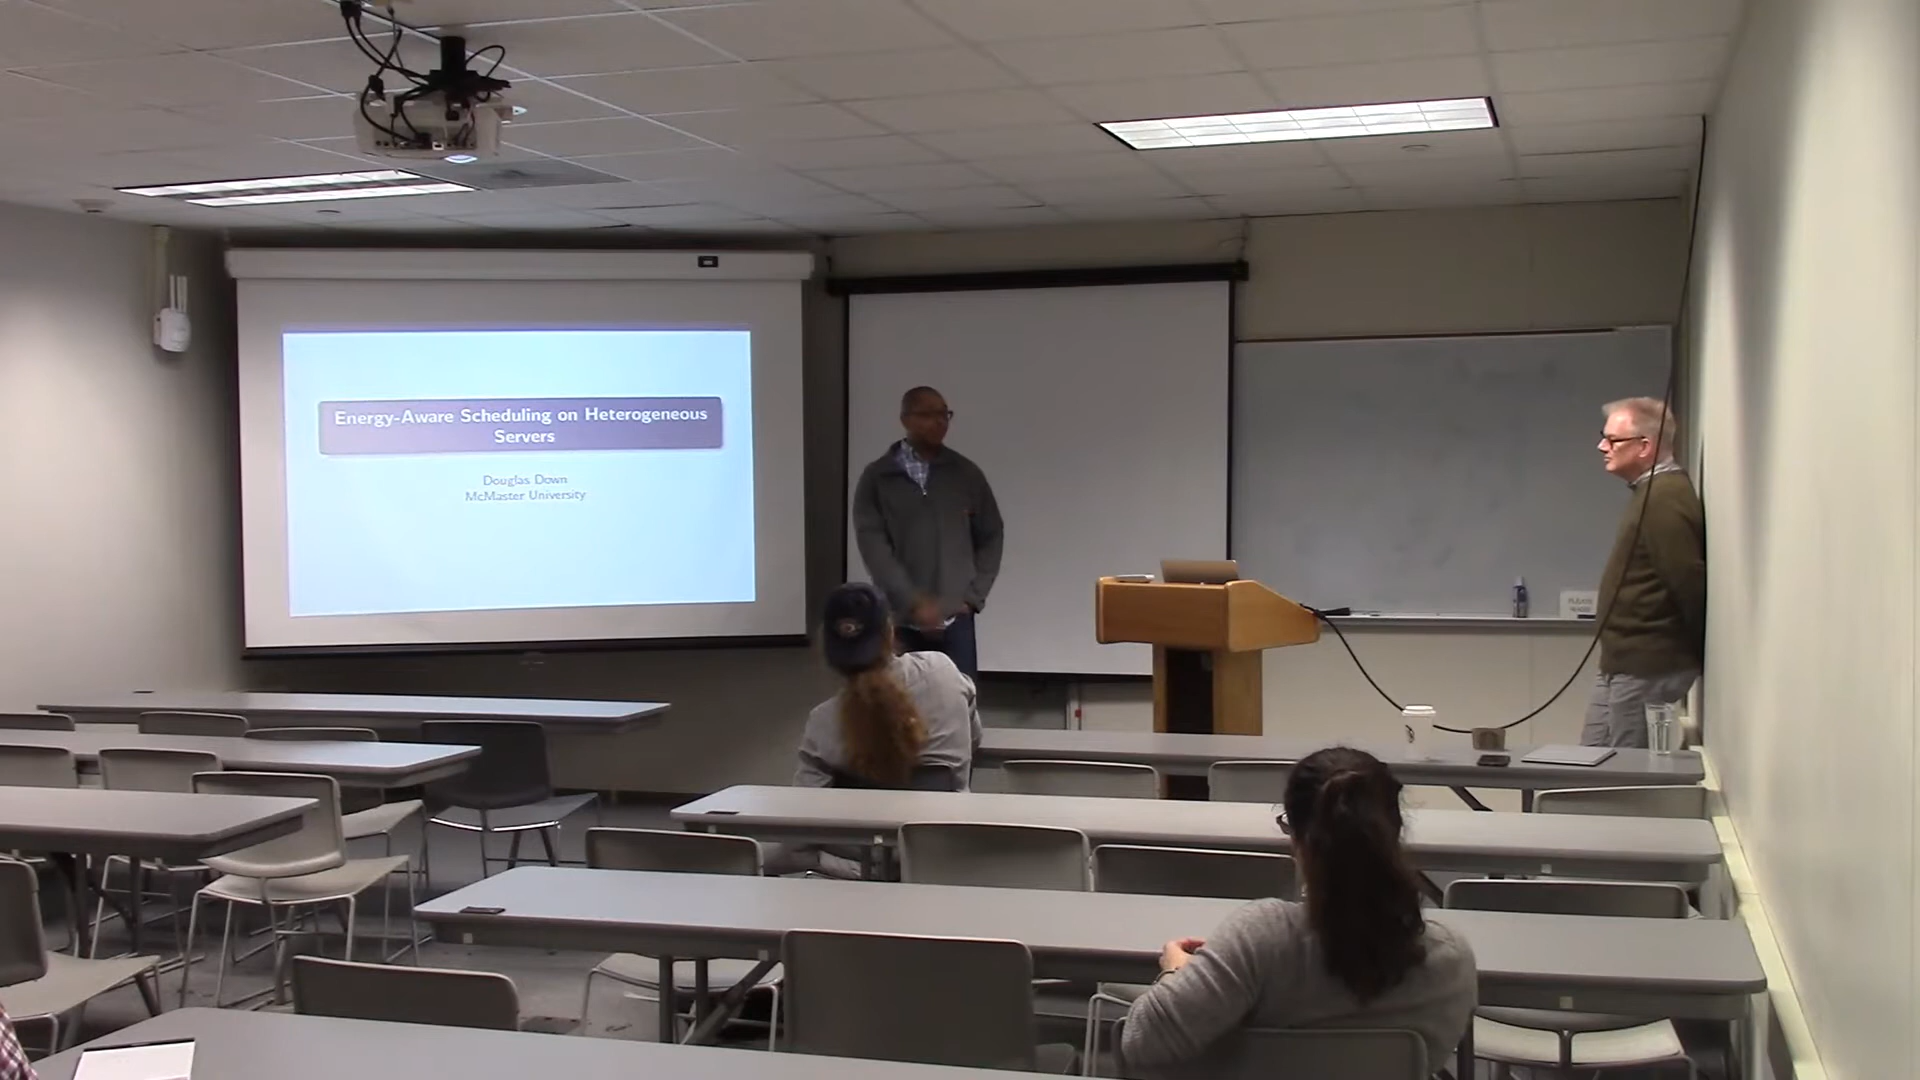 Energy-Aware Scheduling on Heterogeneous
Servers
Douglas Down
McMaster University